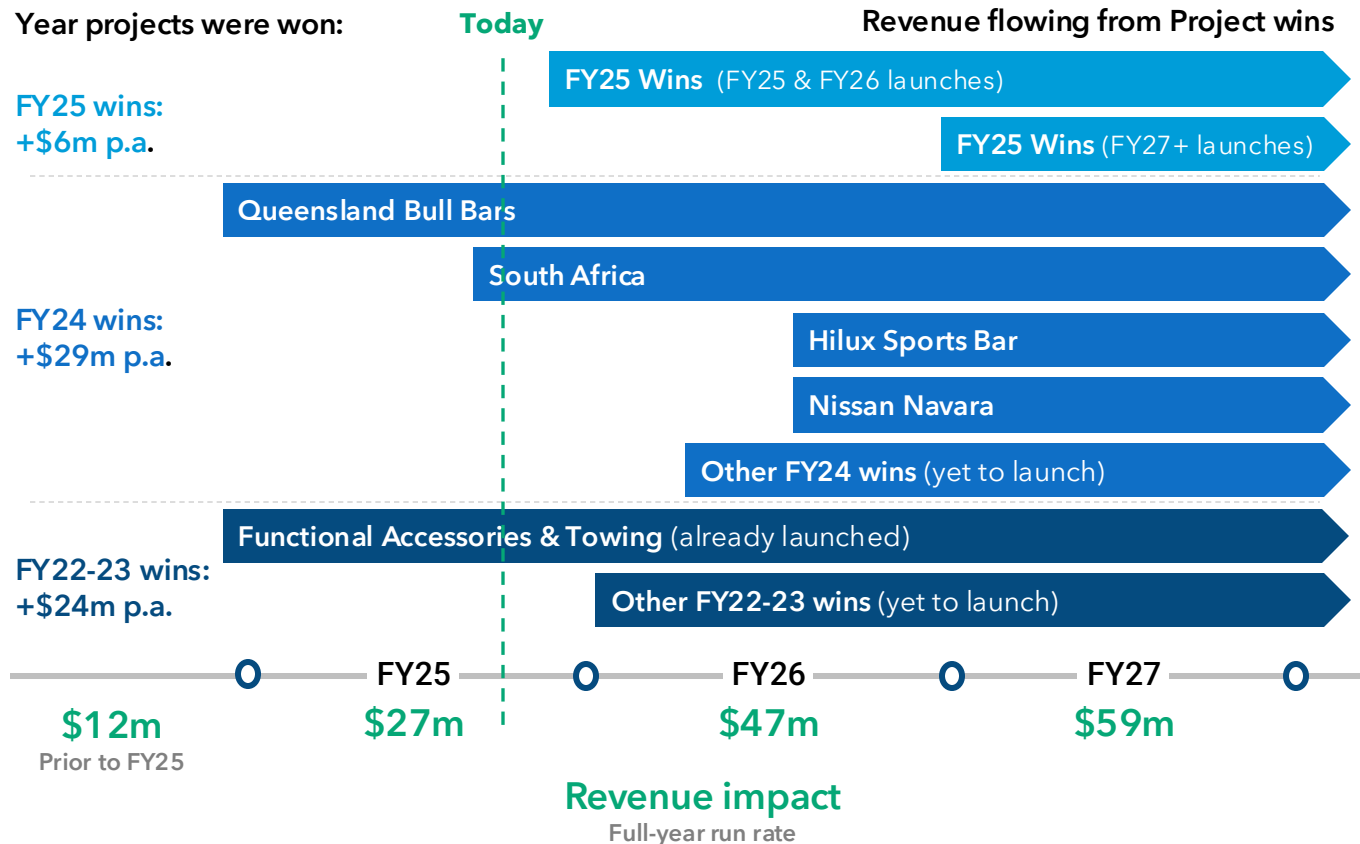 Year projects were won:
Today
Revenue flowing from Project wins
FY25 wins:
+$6m p.a.
FY25 Wins (FY25 & FY26 launches)
FY25 Wins (FY27+ launches)
FY24 wins:
+$29m p.a.
Queensland Bull Bars
South Africa
Hilux Sports Bar
Nissan Navara
Other FY24 wins (yet to launch)
FY22-23 wins:
+$24m p.a.
Functional Accessories & Towing (already launched)
Other FY22-23 wins (yet to launch)
FY25
FY26
FY27
$12m
$27m
$47m
$59m
Prior to FY25
Revenue impact
Full-year run rate